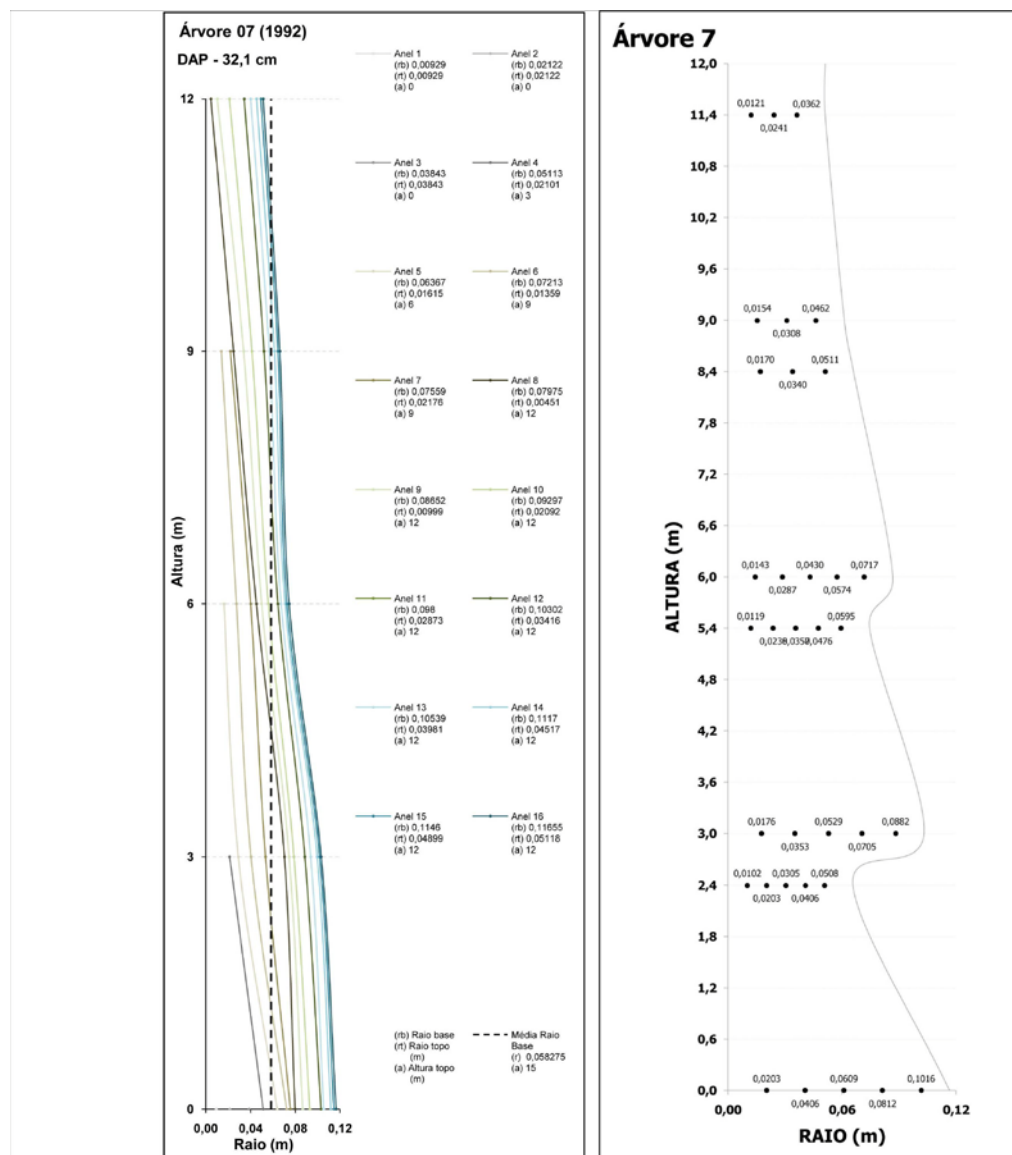 Árvore 07 (1992)
DAP - 32,1 cm
Anel 1
(rb) 0,00929
(rt) 0,00929
(a) 0
Anel 2
(rb) 0,02122
(rt) 0,02122
(a) 0
Anel 3
(rb) 0,03843
(rt) 0,03843
(a) 0
Anel 4
(rb) 0,05113
(rt) 0,02101
(a) 3
Anel 5
(rb) 0,06367
(rt) 0,01615
(a) 6
Anel 6
(rb) 0,07213
(rt) 0,01359
(a) 9
Anel 7
(rb) 0,07559
(rt) 0,02176
(a) 9
Anel 8
(rb) 0,07975
(rt) 0,00451
(a) 12
Anel 9
(rb) 0,08652
(rt) 0,00999
(a) 12
Anel 10
(rb) 0,09297
(rt) 0,02092
(a) 12
Anel 11
(rb) 0,098
(rt) 0,02873
(a) 12
Anel 12
(rb) 0,10302
(rt) 0,03416
(a) 12
Anel 13
(rb) 0,10539
(rt) 0,03981
(a) 12
Anel 14
(rb) 0,1117
(rt) 0,04517
(a) 12
Anel 15
(rb) 0,1146
(rt) 0,04899
(a) 12
Anel 16
(rb) 0,11655
(rt) 0,05118
(a) 12
(rb) Raio base
(rt) Raio topo
(m)
(a) Altura topo
(m)
Média Raio
Base
(r) 0,058275
(a) 15
12
9
6
3
0
Altura (m)
0,00 0,04 0,08 0,12
Raio (m)
Árvore 7
12,0
11,4
10,8
10,2
9,6
9,0
8,4
7,8
7,2
6,6
6,0
5,4
4,8
4,2
3,6
3,0
2,4
1,8
1,2
0,6
0,0
ALTURA (m)
0,0121 0,0362
0,0241
0,0154 0,0462
0,0308
0,0170 0,0511
0,0340
0,0143 0,0430 0,0717
0,0287 0,0574
0,0119 0,0595
0,0476
0,0176 0,0529 0,0882
0,0353 0,0705
0,0102 0,0305 0,0508
0,0203 0,0406
0,0203 0,0609 0,1016
0,0406 0,0812
0,00 0,06 0,12
RAIO (m)